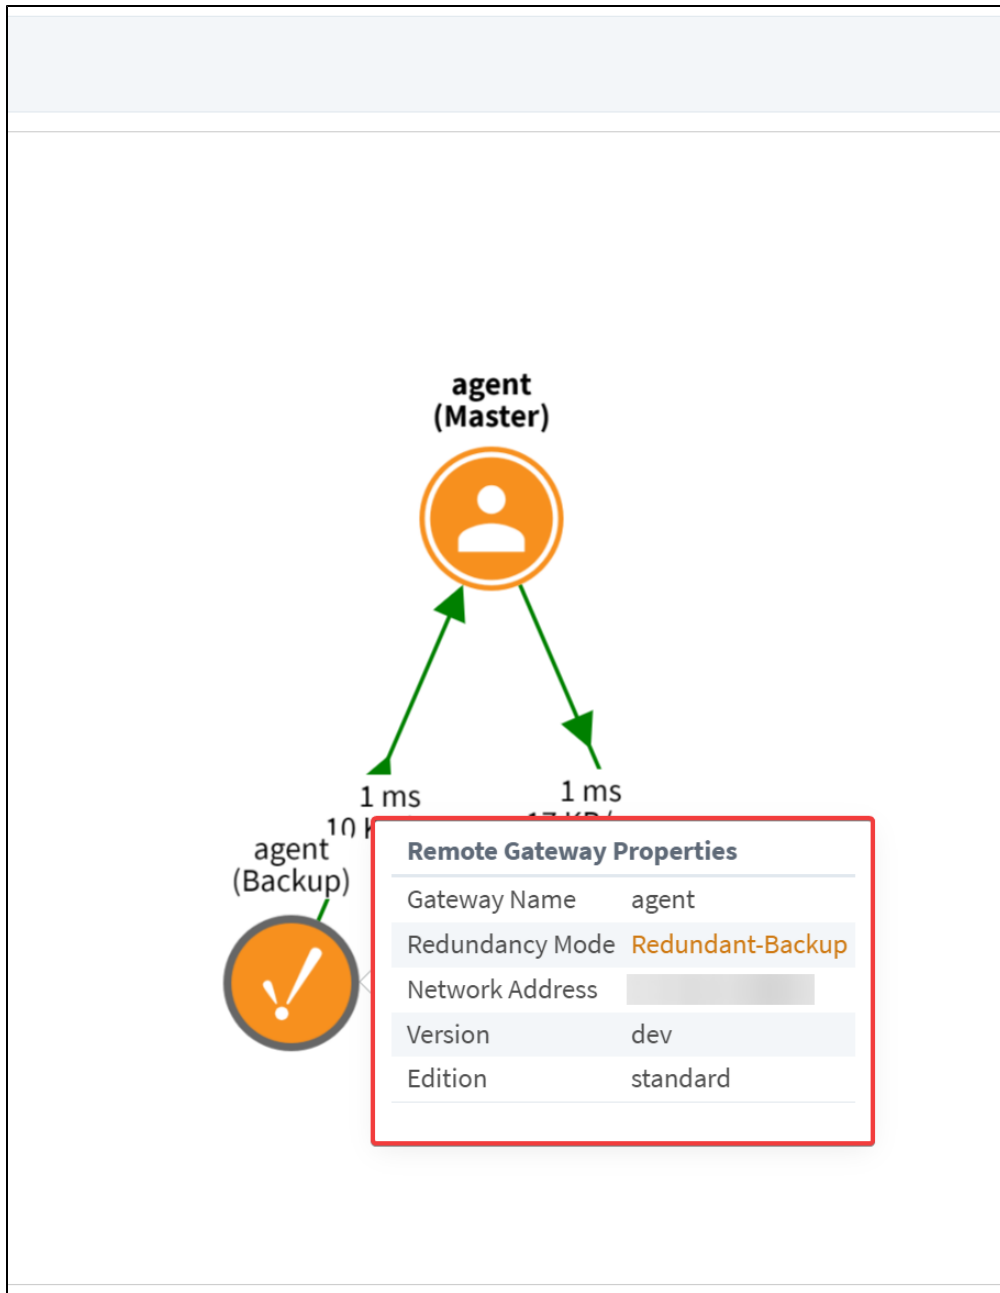 agent
(Master)
1 ms
1 ms
10
agent
(Backup)
Remote Gateway Properties
Gateway Name agent
Redundancy Mode Redundant-Backup
Network Address
Version dev
Edition standard